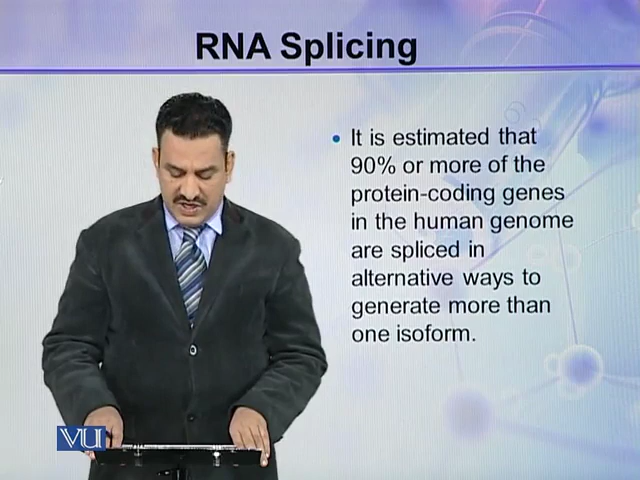 RNA Splicing
• It is estimated that
90% or more of the
protein-coding genes
in the human genome
are spliced in
alternative ways to
generate more than
one isoform.
VU